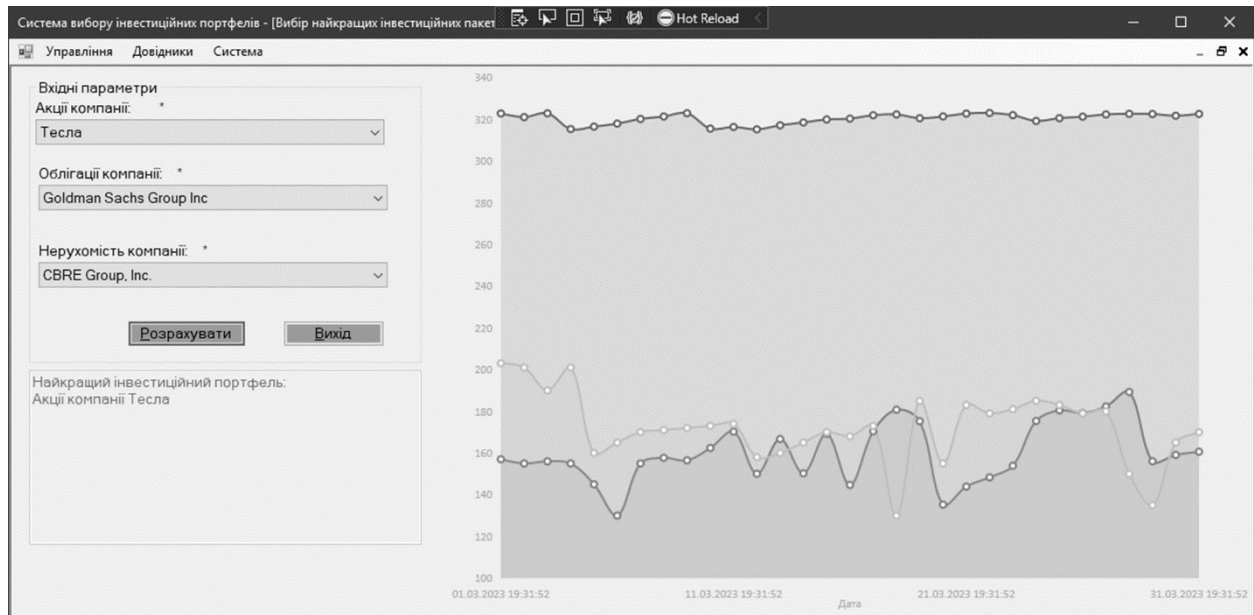 Система вибору інвестиційних портфелів - [Вибір найкращих інвестиційних пакет
Hot Reload
Управління Довідники Система
Вхідні параметри
Акції компанії: *
Тесла
Облігації компанії: *
Goldman Sachs Group Inc
Нерухомість компанії: *
CBRE Group, Inc.
Розрахувати Вихід
Найкращий інвестиційний портфель:
Акції компанії Тесла
340
320
300
280
260
240
220
200
180
160
140
120
100
01.03.2023 19:31:52 11.03.2023 19:31:52 21.03.2023 19:31:52 31.03.2023 19:31:52
Дата